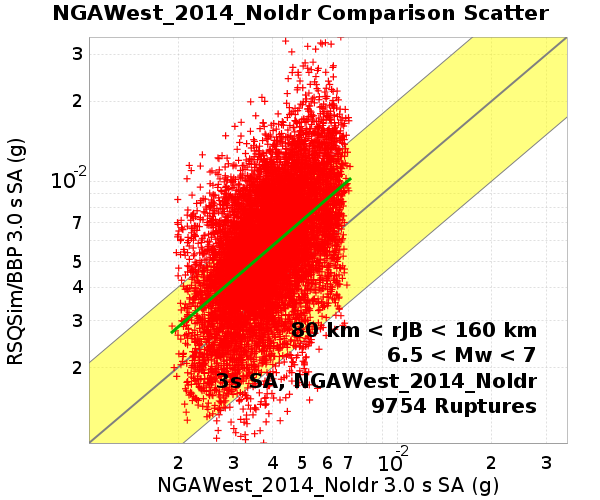 NGAWest_2014_NoIdr Comparison Scatter
RSQSim/BBP 3.0 s SA (g)
3
2
10-2
7
5
4
3
2
80 km < rJB < 160 km
6.5 < Mw < 7
3s SA, NGAWest_2014_NoIdr
9754 Ruptures
2 3 4 5 6 7 10-2 2 3
NGAWest_2014_NoIdr 3.0 s SA (g)